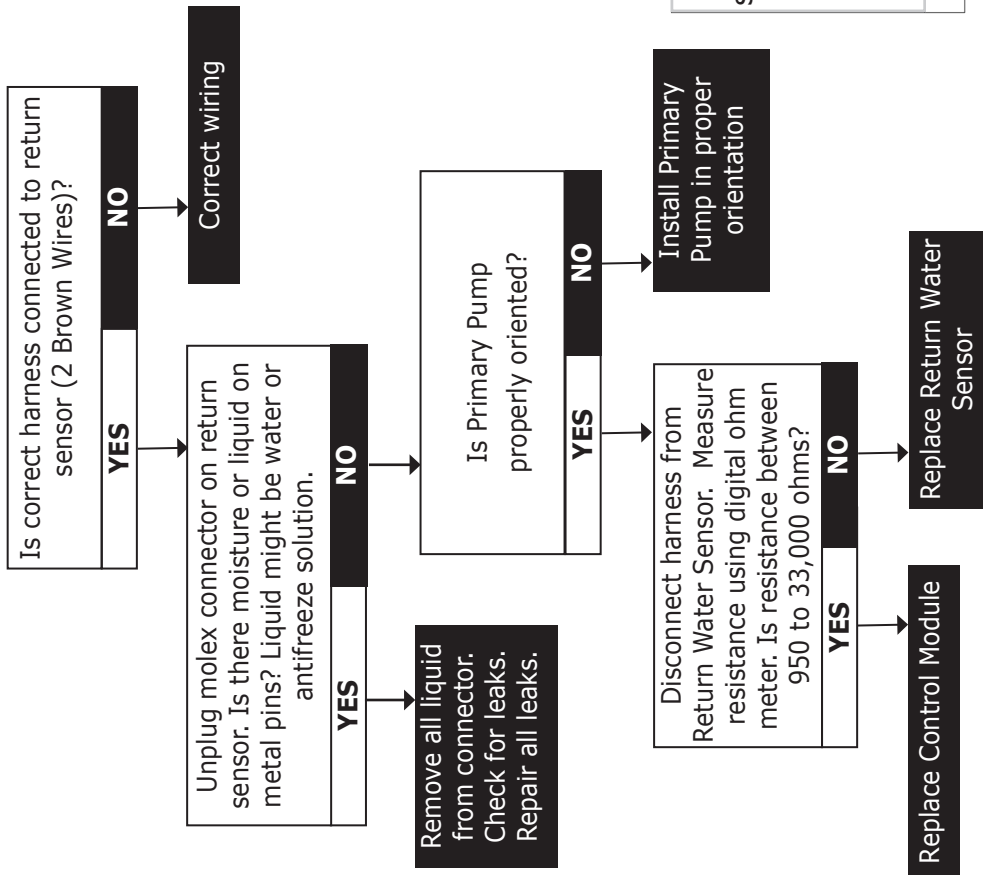 Is correct harness connected to return
sensor (2 Brown Wires)?
YES
NO
Correct wiring
Unplug molex connector on return
sensor. Is there moisture or liquid on
metal pins? Liquid might be water or
antifreeze solution.
YES
NO
Remove all liquid
from connector.
Check for leaks.
Repair all leaks.
Is Primary Pump
properly oriented?
YES
NO
Install Primary
Pump in proper
orientation
Disconnect harness from
Return Water Sensor. Measure
resistance using digital ohm
meter. Is resistance between
950 to 33,000 ohms?
YES
NO
Replace Control Module
Replace Return Water
Sensor